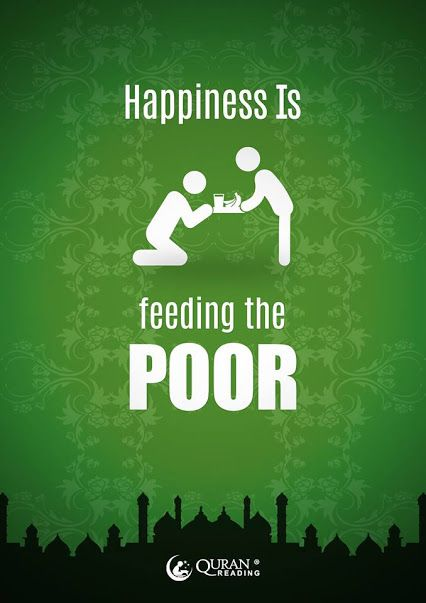 Happiness Is
feeding the
POOR
QURAN ®
READING